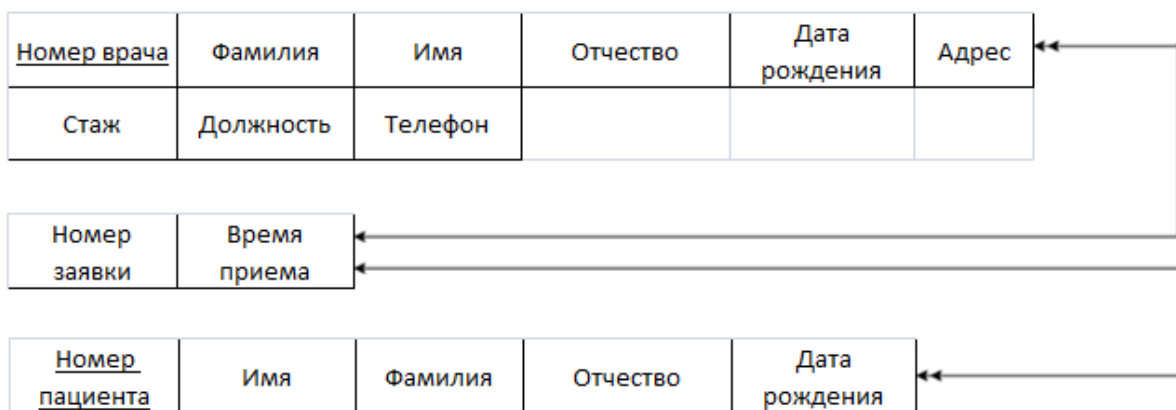 Номер врача Фамилия Имя Отчество Дата рождения Адрес
Стаж Должность Телефон
Номер заявки Время приема
Номер пациента Имя Фамилия Отчество Дата рождения